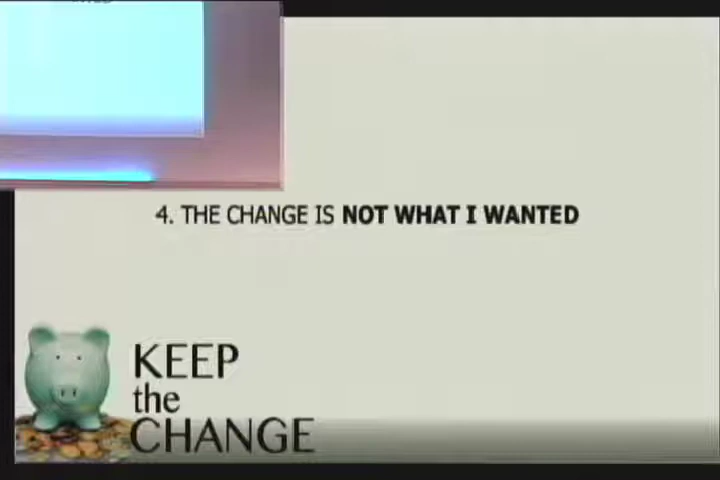 4. THE CHANGE IS NOT WHAT I WANTED
KEEP
the
CHANGE